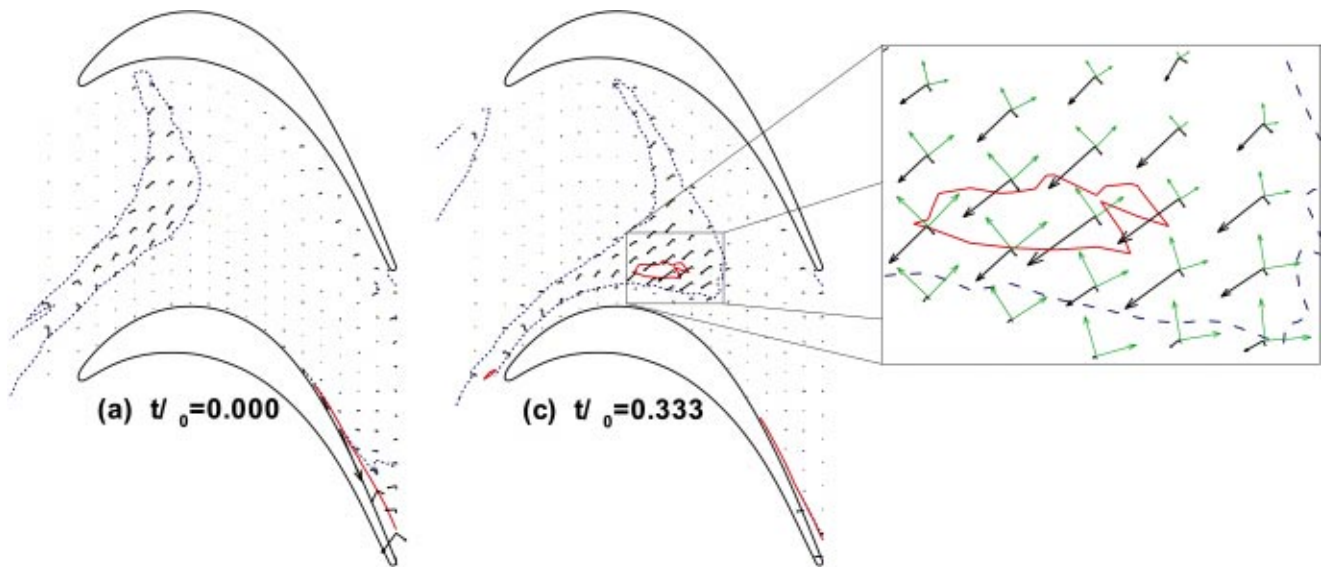 (a) t/ ₀=0.000
(c) t/ ₀=0.333